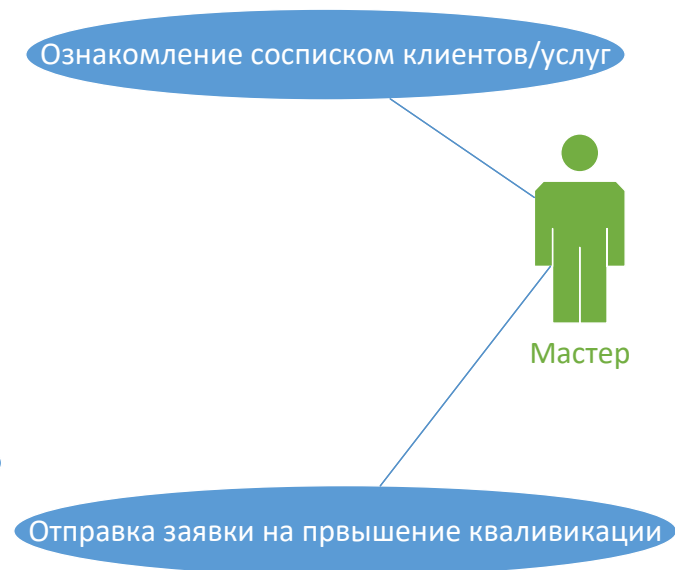 Ознакомление сосписком клиентов/услуг
Мастер
Отправка заявки на првышение кваливикации